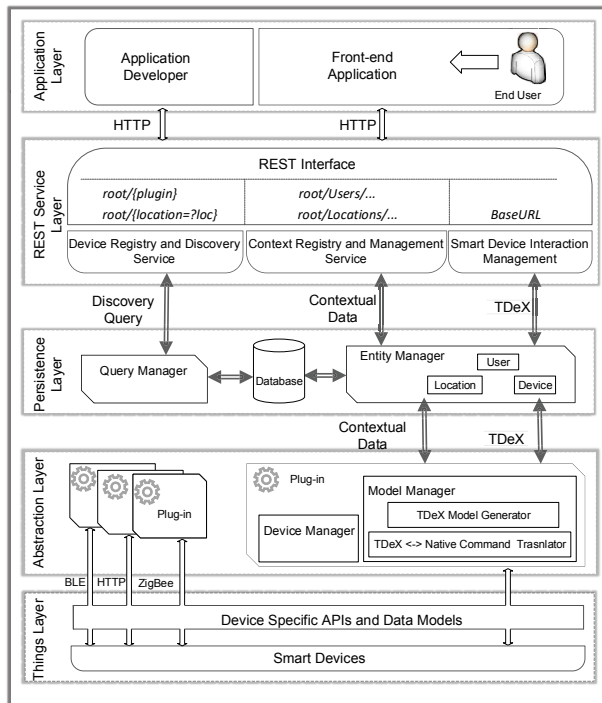 Application Layer
Application Developer
Front-end Application
End User
HTTP
HTTP
REST Service Layer
REST Interface
root/{plugin}
root/Users/...
root/{location=?loc}
root/Locations/...
BaseURL
Device Registry and Discovery Service
Context Registry and Management Service
Smart Device Interaction Management
Discovery Query
Contextual Data
TDeX
Persistence Layer
Query Manager
Database
Entity Manager
User
Location
Device
Contextual Data
TDeX
Abstraction Layer
Plug-in
Plug-in
Device Manager
Model Manager
TDeX Model Generator
TDeX <-> Native Command Trasnlator
BLE
HTTP
ZigBee
Things Layer
Device Specific APIs and Data Models
Smart Devices